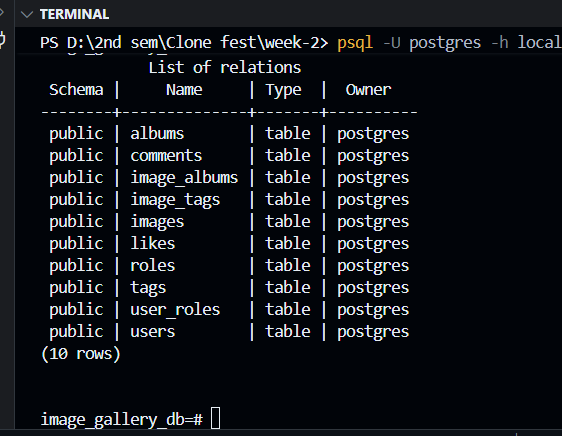 TERMINAL
PS D:\2nd sem\Clone fest\week-2> psql -U postgres -h local
List of relations
 Schema |     Name     | Type  |  Owner
--------+--------------+-------+----------
 public | albums       | table | postgres
 public | comments     | table | postgres
 public | image_albums | table | postgres
 public | image_tags   | table | postgres
 public | images       | table | postgres
 public | likes        | table | postgres
 public | roles        | table | postgres
 public | tags         | table | postgres
 public | user_roles   | table | postgres
 public | users        | table | postgres
(10 rows)
image_gallery_db=#